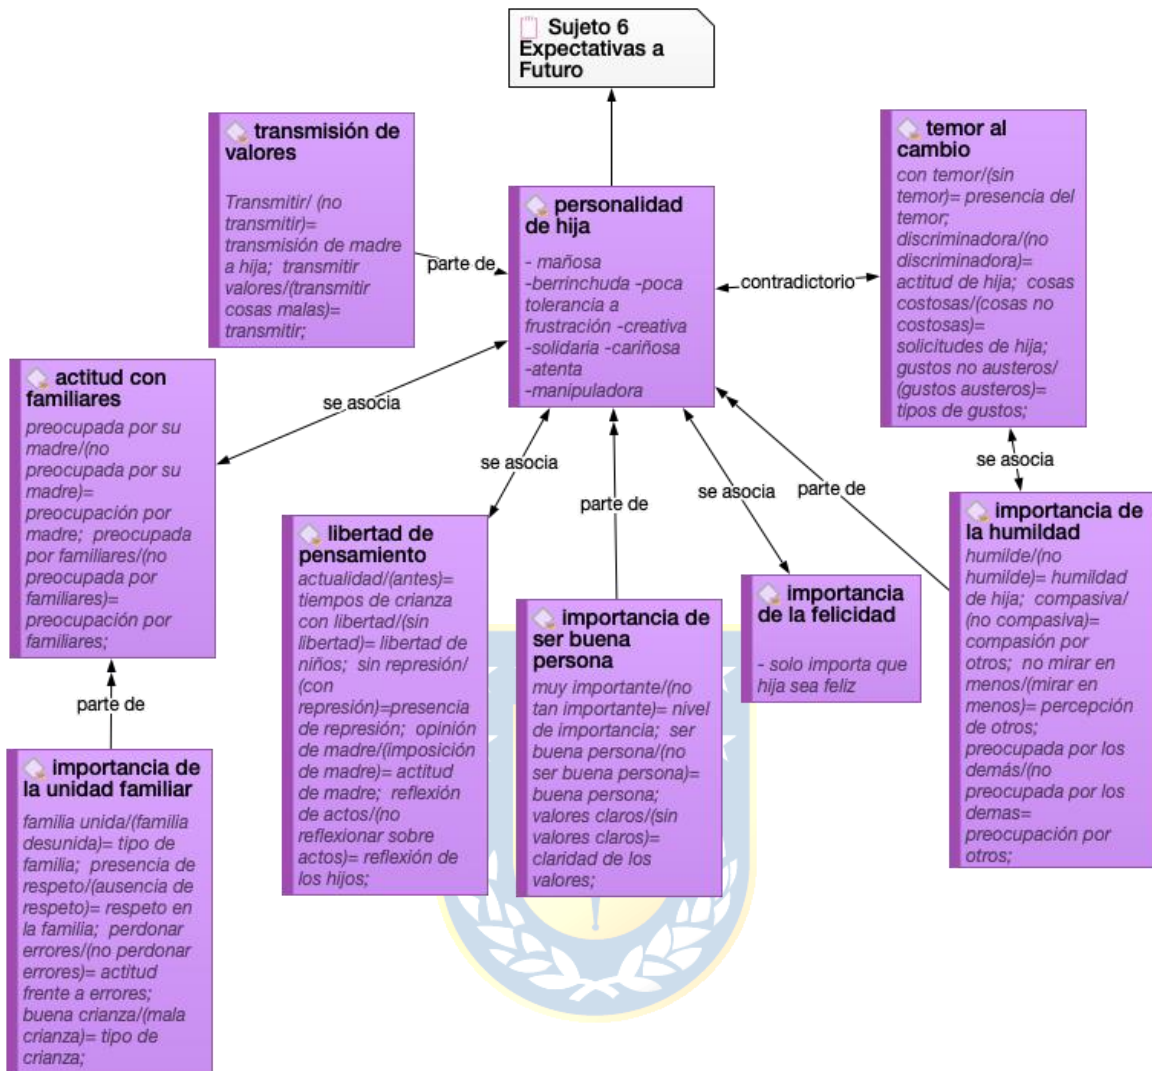 Sujeto 6
Expectativas a
Futuro
transmisión de
valores
Transmitir/ (no
transmitir)=
transmisión de madre
a hija; transmitir
valores/(transmitir
cosas malas)=
transmitir;
parte de
personalidad
de hija
- mañosa
-berrinchuda -poca
tolerancia a
frustración -creativa
-solidaria -cariñosa
-atenta
-manipuladora
contradictorio
temor al
cambio
con temor/(sin
temor)= presencia del
temor;
discriminadora/(no
discriminadora)=
actitud de hija; cosas
costosas/(cosas no
costosas)=
solicitudes de hija;
gustos no austeros/
(gustos austeros)=
tipos de gustos;
actitud con
familiares
preocupada por su
madre/(no
preocupada por su
madre)=
preocupación por
madre; preocupada
por familiares/(no
preocupada por
familiares)=
preocupación por
familiares;
se asocia
se asocia
parte de
se asocia
parte de
se asocia
libertad de
pensamiento
actualidad/(antes)=
tiempos de crianza
con libertad/(sin
libertad)= libertad de
niños; sin represión/
(con
represión)=presencia
de represión; opinión
de madre/(imposición
de madre)= actitud
de madre; reflexión
de actos/(no
reflexionar sobre
actos)= reflexión de
los hijos;
importancia de
ser buena
persona
muy importante/(no
tan importante)= nivel
de importancia; ser
buena persona/(no
ser buena persona)=
buena persona;
valores claros/(sin
valores claros)=
claridad de los
valores;
importancia
de la felicidad
- solo importa que
hija sea feliz
importancia de
la humildad
humilde/(no
humilde)= humildad
de hija; compasiva/
(no compasiva)=
compasión por
otros; no mirar en
menos/(mirar en
menos)= percepción
de otros;
preocupada por los
demás/(no
preocupada por los
demas=
preocupación por
otros;
parte de
importancia de
la unidad familiar
familia unida/(familia
desunida)= tipo de
familia; presencia de
respeto/(ausencia de
respeto)= respeto en
la familia; perdonar
errores/(no perdonar
errores)= actitud
frente a errores;
buena crianza/(mala
crianza)= tipo de
crianza;